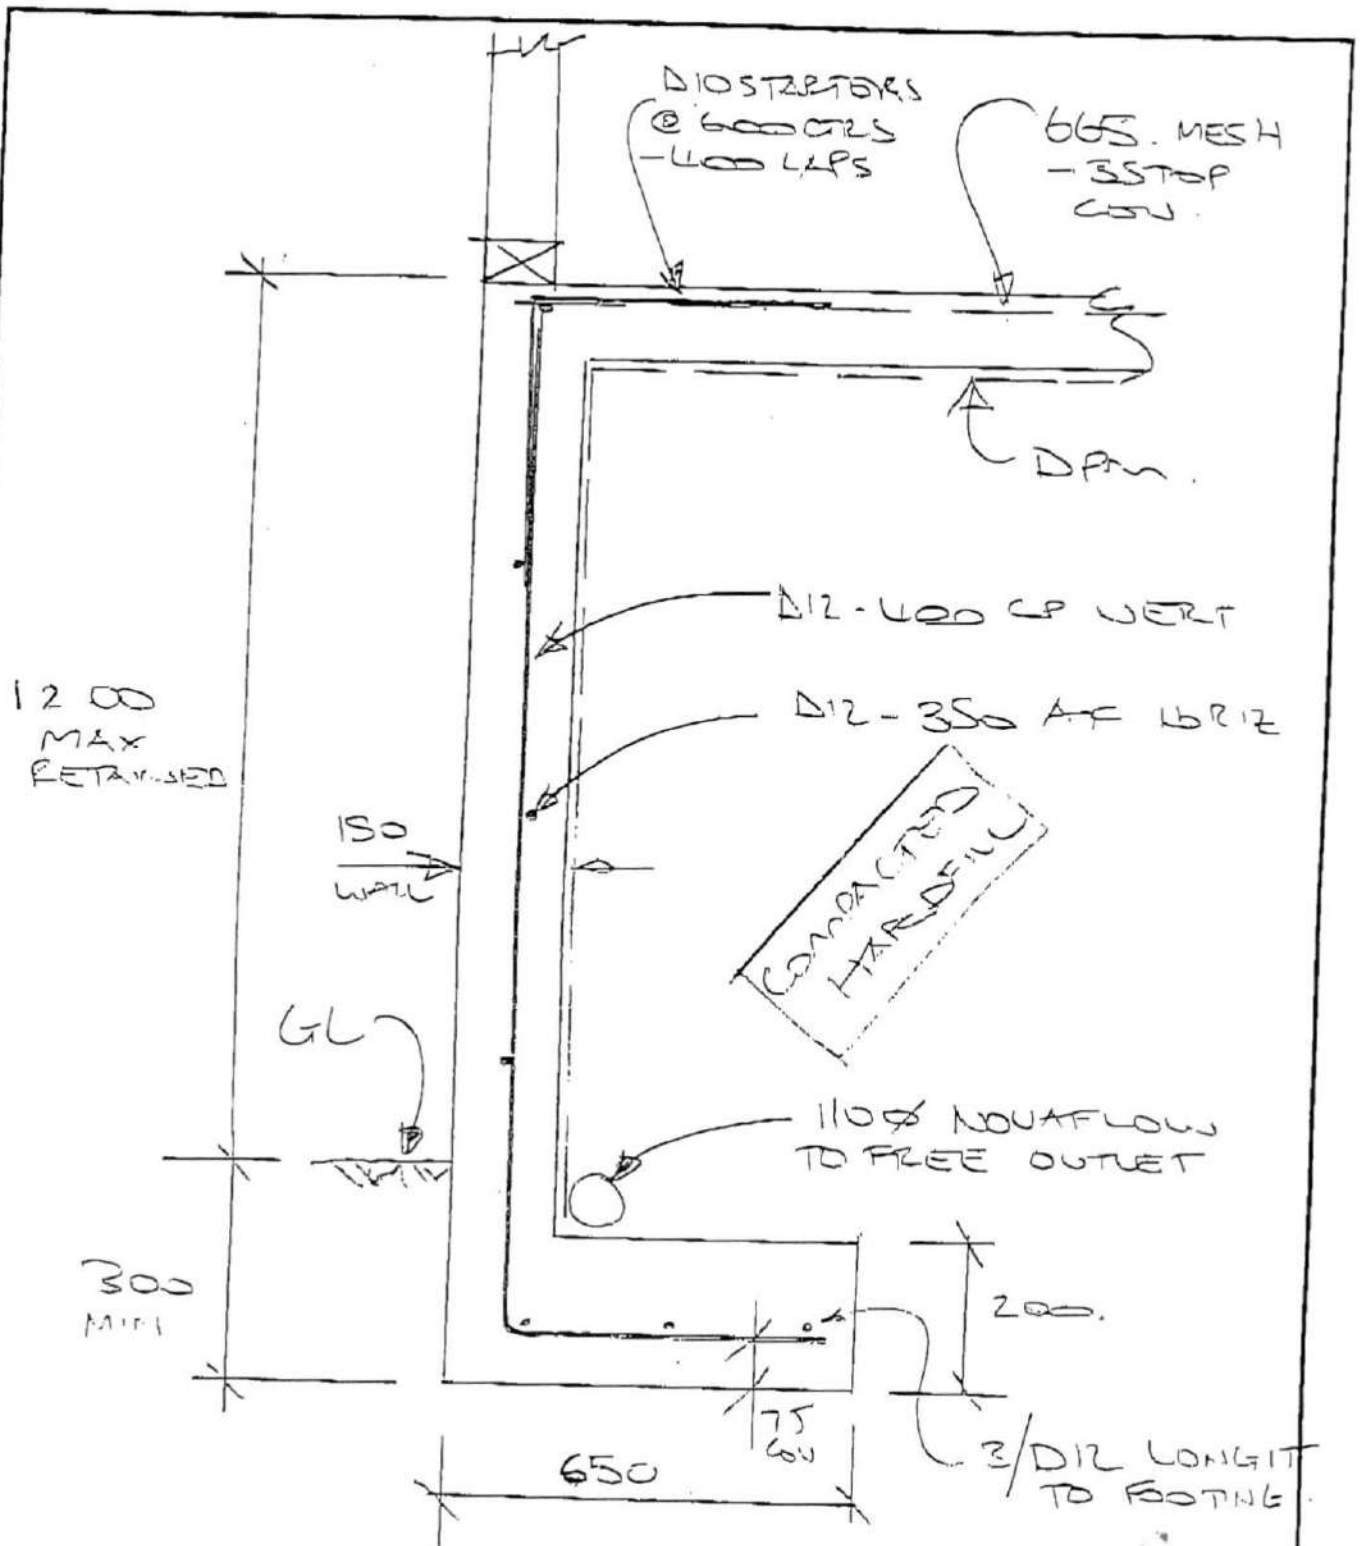 D10 STARTERS
@ 600 CTRS
- 400 LAPS
665. MESH
- 35 TOP
COV.
DPM.
D12 - 400 CP VERT
D12 - 350 HORIZ
1200
MAX
RETAINED
150
WALL
COMPACTED
HARDFILL
GL
110Ø NOVAFLOW
TO FREE OUTLET
300
MIN
200.
75
COV
650
3/D12 LONGIT
TO FOOTING.